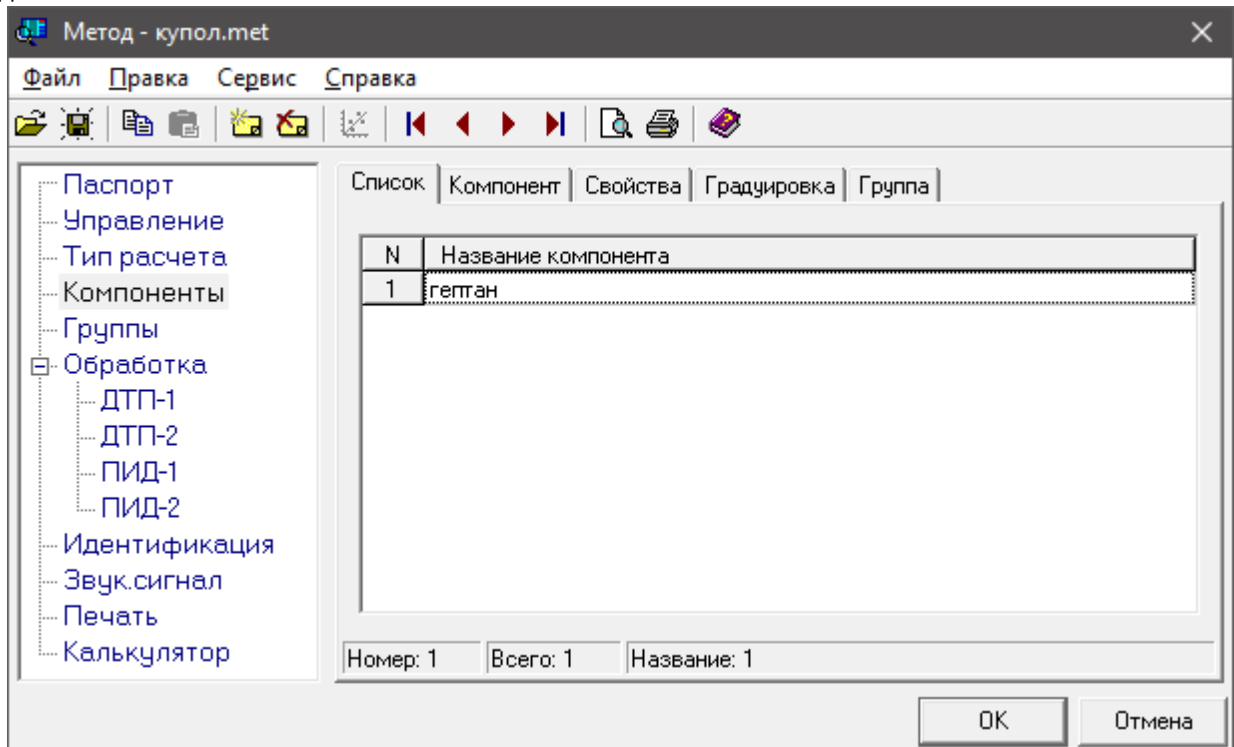 Метод - купол.met
Файл Правка Сервис Справка
Паспорт
Управление
Тип расчета
Компоненты
Группы
Обработка
ДТП-1
ДТП-2
ПИД-1
ПИД-2
Идентификация
Звук.сигнал
Печать
Калькулятор
Список Компонент Свойства Градуировка Группа
N Название компонента
1 гептан
Номер: 1 Всего: 1 Название: 1
OK Отмена